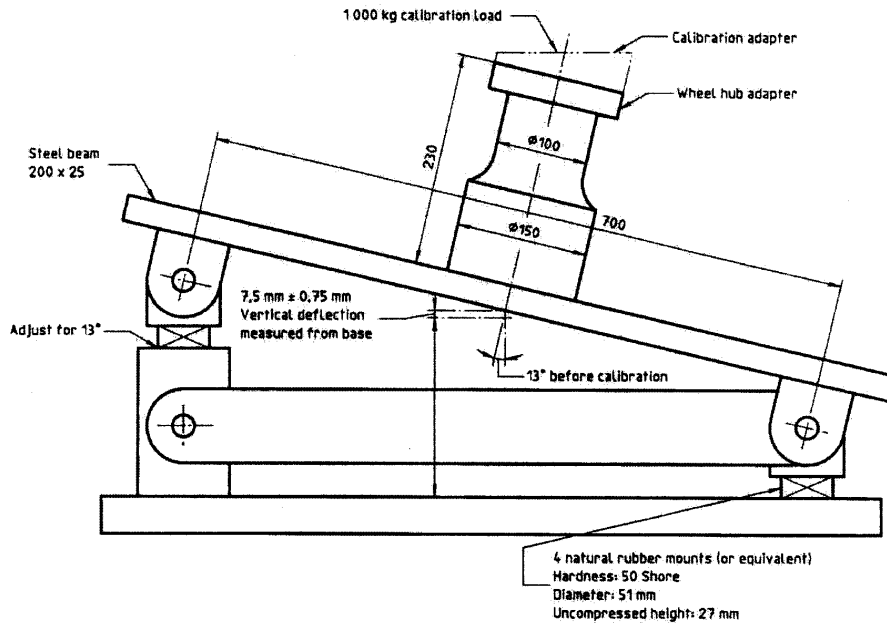 1 000 kg calibration load
Calibration adapter
Wheel hub adapter
230
ø100
Steel beam
200 x 25
700
ø150
7,5 mm ± 0,75 mm
Vertical deflection
measured from base
Adjust for 13°
13° before calibration
4 natural rubber mounts (or equivalent)
Hardness: 50 Shore
Diameter: 51 mm
Uncompressed height: 27 mm